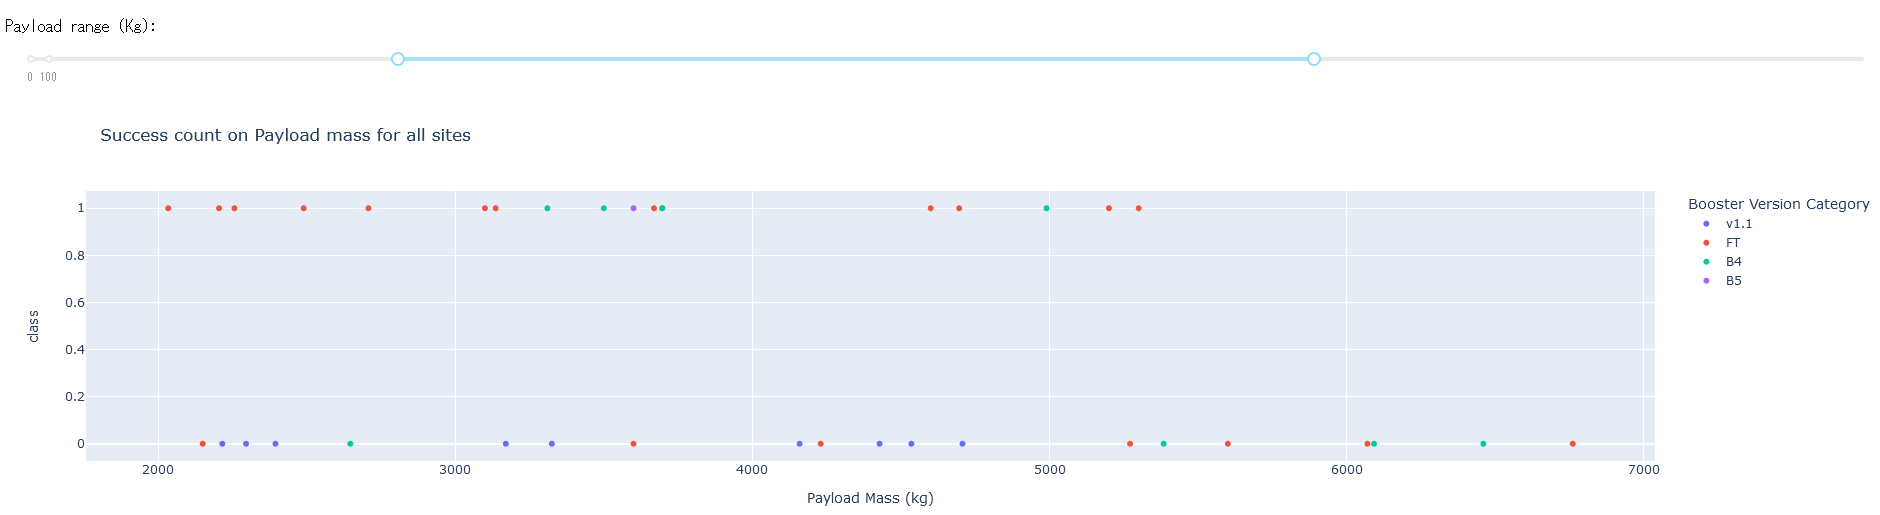 Payload range (Kg):
0 100
Success count on Payload mass for all sites
1
0.8
0.6
0.4
0.2
0
class
2000 3000 4000 5000 6000 7000
Payload Mass (kg)
Booster Version Category
v1.1
FT
B4
B5